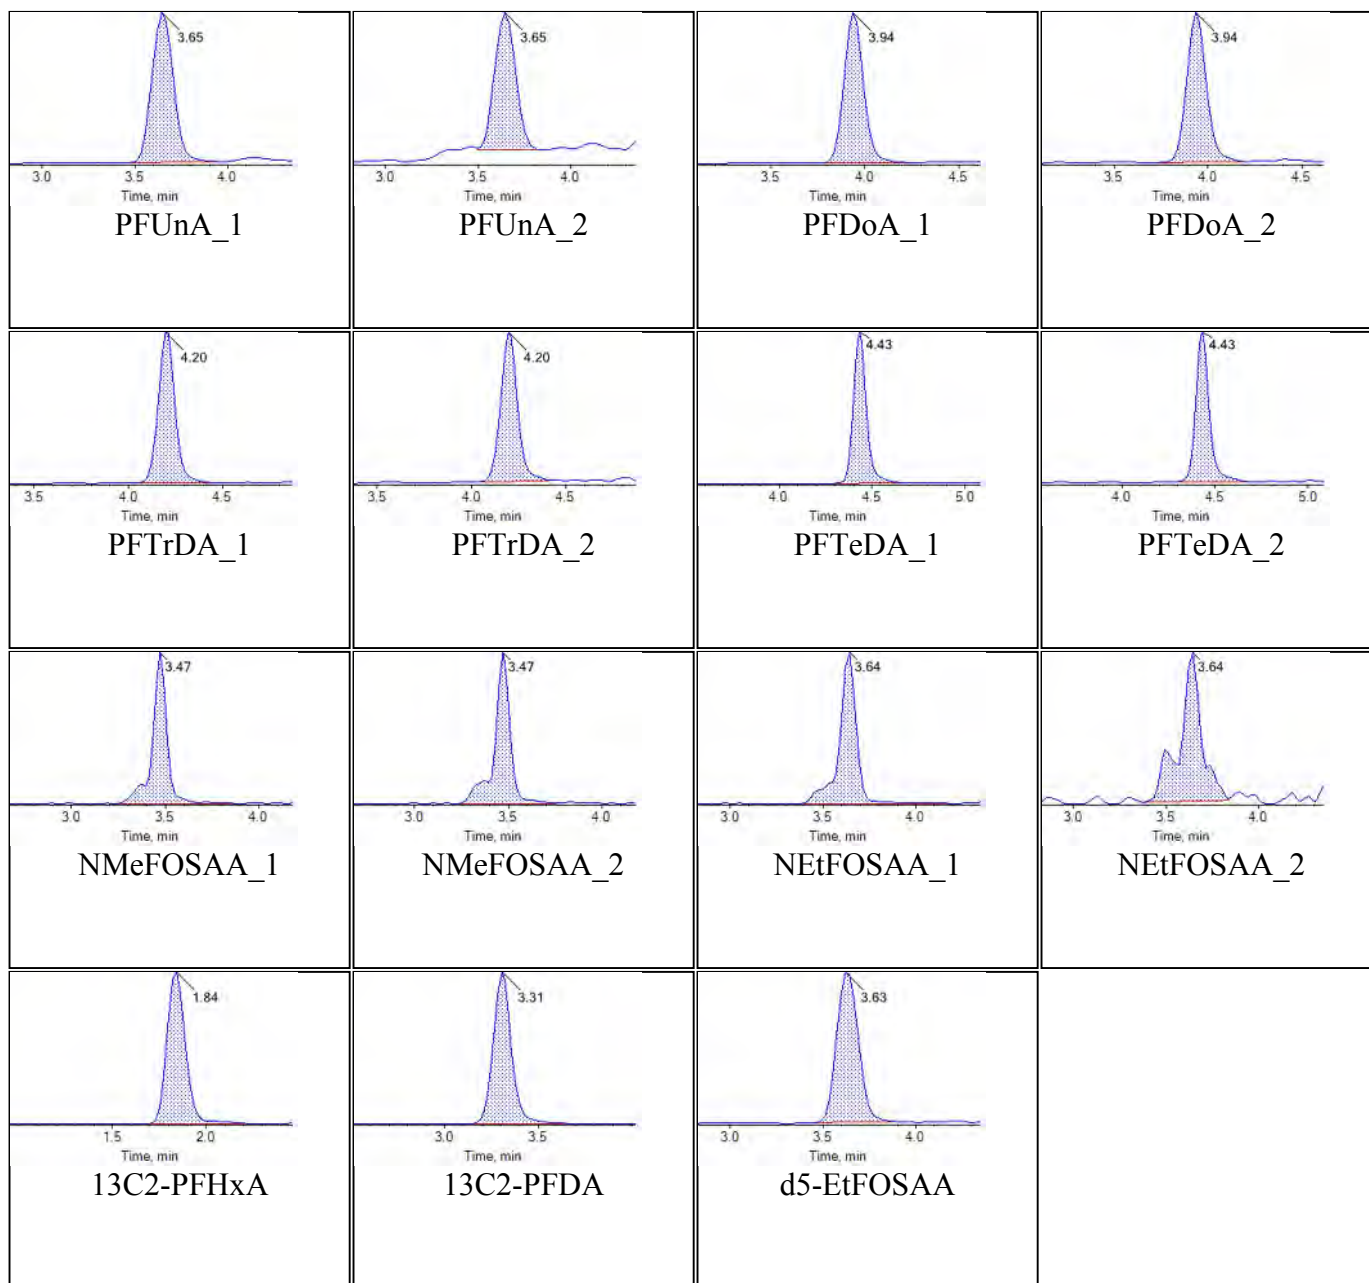 3.65
3.0 3.5 4.0
Time, min
PFUnA_1
3.65
3.0 3.5 4.0
Time, min
PFUnA_2
3.94
3.5 4.0 4.5
Time, min
PFDoA_1
3.94
3.5 4.0 4.5
Time, min
PFDoA_2
4.20
3.5 4.0 4.5
Time, min
PFTrDA_1
4.20
3.5 4.0 4.5
Time, min
PFTrDA_2
4.43
4.0 4.5 5.0
Time, min
PFTeDA_1
4.43
4.0 4.5 5.0
Time, min
PFTeDA_2
3.47
3.0 3.5 4.0
Time, min
NMeFOSAA_1
3.47
3.0 3.5 4.0
Time, min
NMeFOSAA_2
3.64
3.0 3.5 4.0
Time, min
NEtFOSAA_1
3.64
3.0 3.5 4.0
Time, min
NEtFOSAA_2
1.84
1.5 2.0
Time, min
13C2-PFHxA
3.31
3.0 3.5
Time, min
13C2-PFDA
3.63
3.0 3.5 4.0
Time, min
d5-EtFOSAA